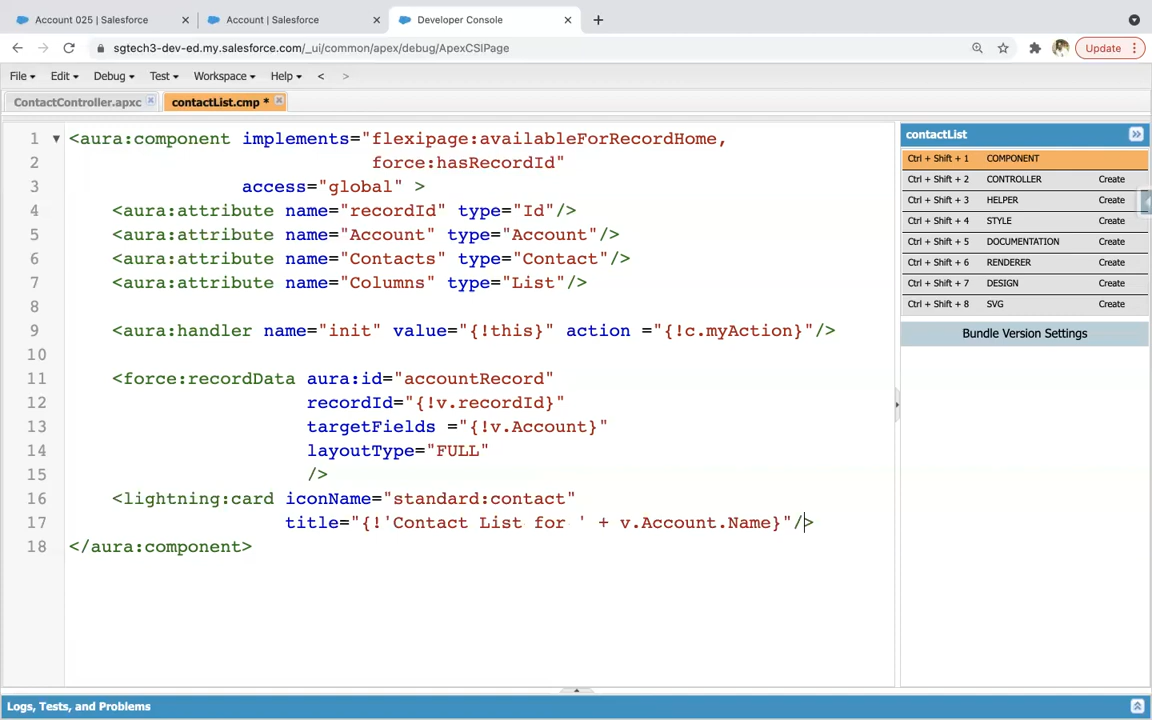 Account 025 | Salesforce
Account | Salesforce
Developer Console
sgtech3-dev-ed.my.salesforce.com/_ui/common/apex/debug/ApexCSIPage
Update
File Edit Debug Test Workspace Help < >
ContactController.apxc
contactList.cmp *
1 <aura:component implements="flexipage:availableForRecordHome,
2 force:hasRecordId"
3 access="global" >
4 <aura:attribute name="recordId" type="Id"/>
5 <aura:attribute name="Account" type="Account"/>
6 <aura:attribute name="Contacts" type="Contact"/>
7 <aura:attribute name="Columns" type="List"/>
8
9 <aura:handler name="init" value="{!this}" action ="{!c.myAction}"/>
10
11 <force:recordData aura:id="accountRecord"
12 recordId="{!v.recordId}"
13 targetFields ="{!v.Account}"
14 layoutType="FULL"
15 />
16 <lightning:card iconName="standard:contact"
17 title="{!'Contact List for ' + v.Account.Name}"/>
18 </aura:component>
contactList
Ctrl + Shift + 1 COMPONENT
Ctrl + Shift + 2 CONTROLLER Create
Ctrl + Shift + 3 HELPER Create
Ctrl + Shift + 4 STYLE Create
Ctrl + Shift + 5 DOCUMENTATION Create
Ctrl + Shift + 6 RENDERER Create
Ctrl + Shift + 7 DESIGN Create
Ctrl + Shift + 8 SVG Create
Bundle Version Settings
Logs, Tests, and Problems